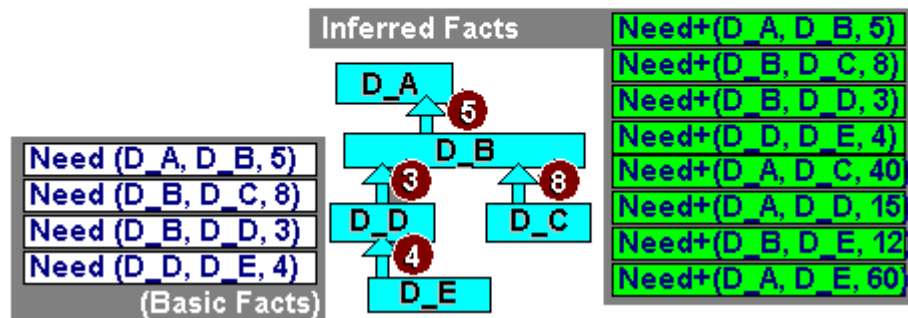 Inferred Facts
Need+(D_A, D_B, 5)
Need+(D_B, D_C, 8)
Need+(D_B, D_D, 3)
Need+(D_D, D_E, 4)
Need+(D_A, D_C, 40)
Need+(D_A, D_D, 15)
Need+(D_B, D_E, 12)
Need+(D_A, D_E, 60)
D_A
5
D_B
3
8
D_D
D_C
4
D_E
Need (D_A, D_B, 5)
Need (D_B, D_C, 8)
Need (D_B, D_D, 3)
Need (D_D, D_E, 4)
(Basic Facts)